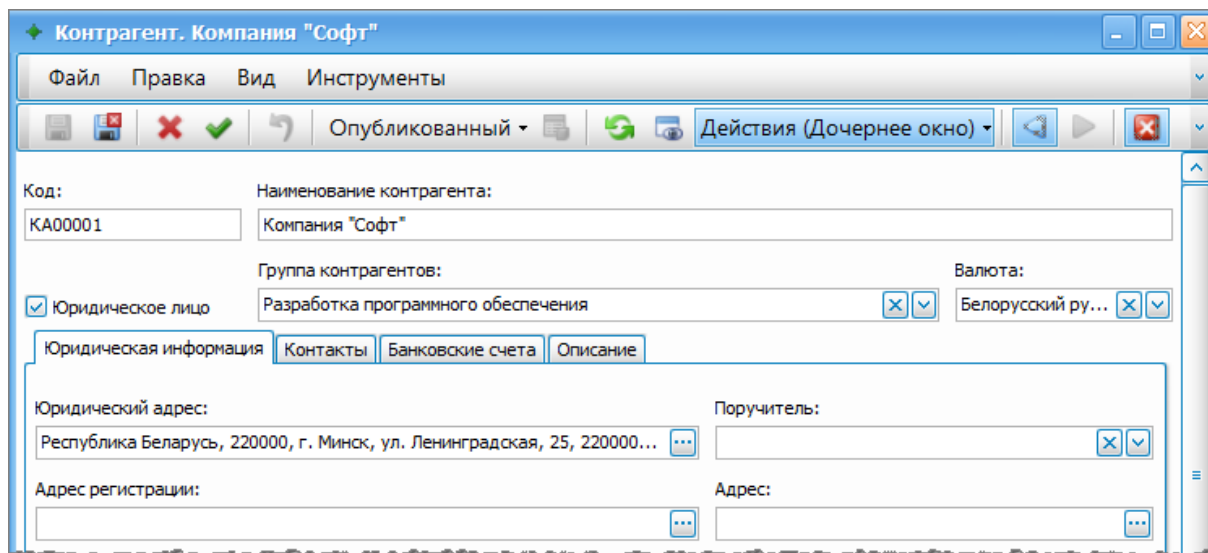 Контрагент. Компания "Софт"
Файл Правка Вид Инструменты
Опубликованный Действия (Дочернее окно)
Код: Наименование контрагента:
КА00001 Компания "Софт"
Группа контрагентов: Валюта:
Юридическое лицо Разработка программного обеспечения Белорусский ру...
Юридическая информация Контакты Банковские счета Описание
Юридический адрес: Поручитель:
Республика Беларусь, 220000, г. Минск, ул. Ленинградская, 25, 220000...
Адрес регистрации: Адрес: